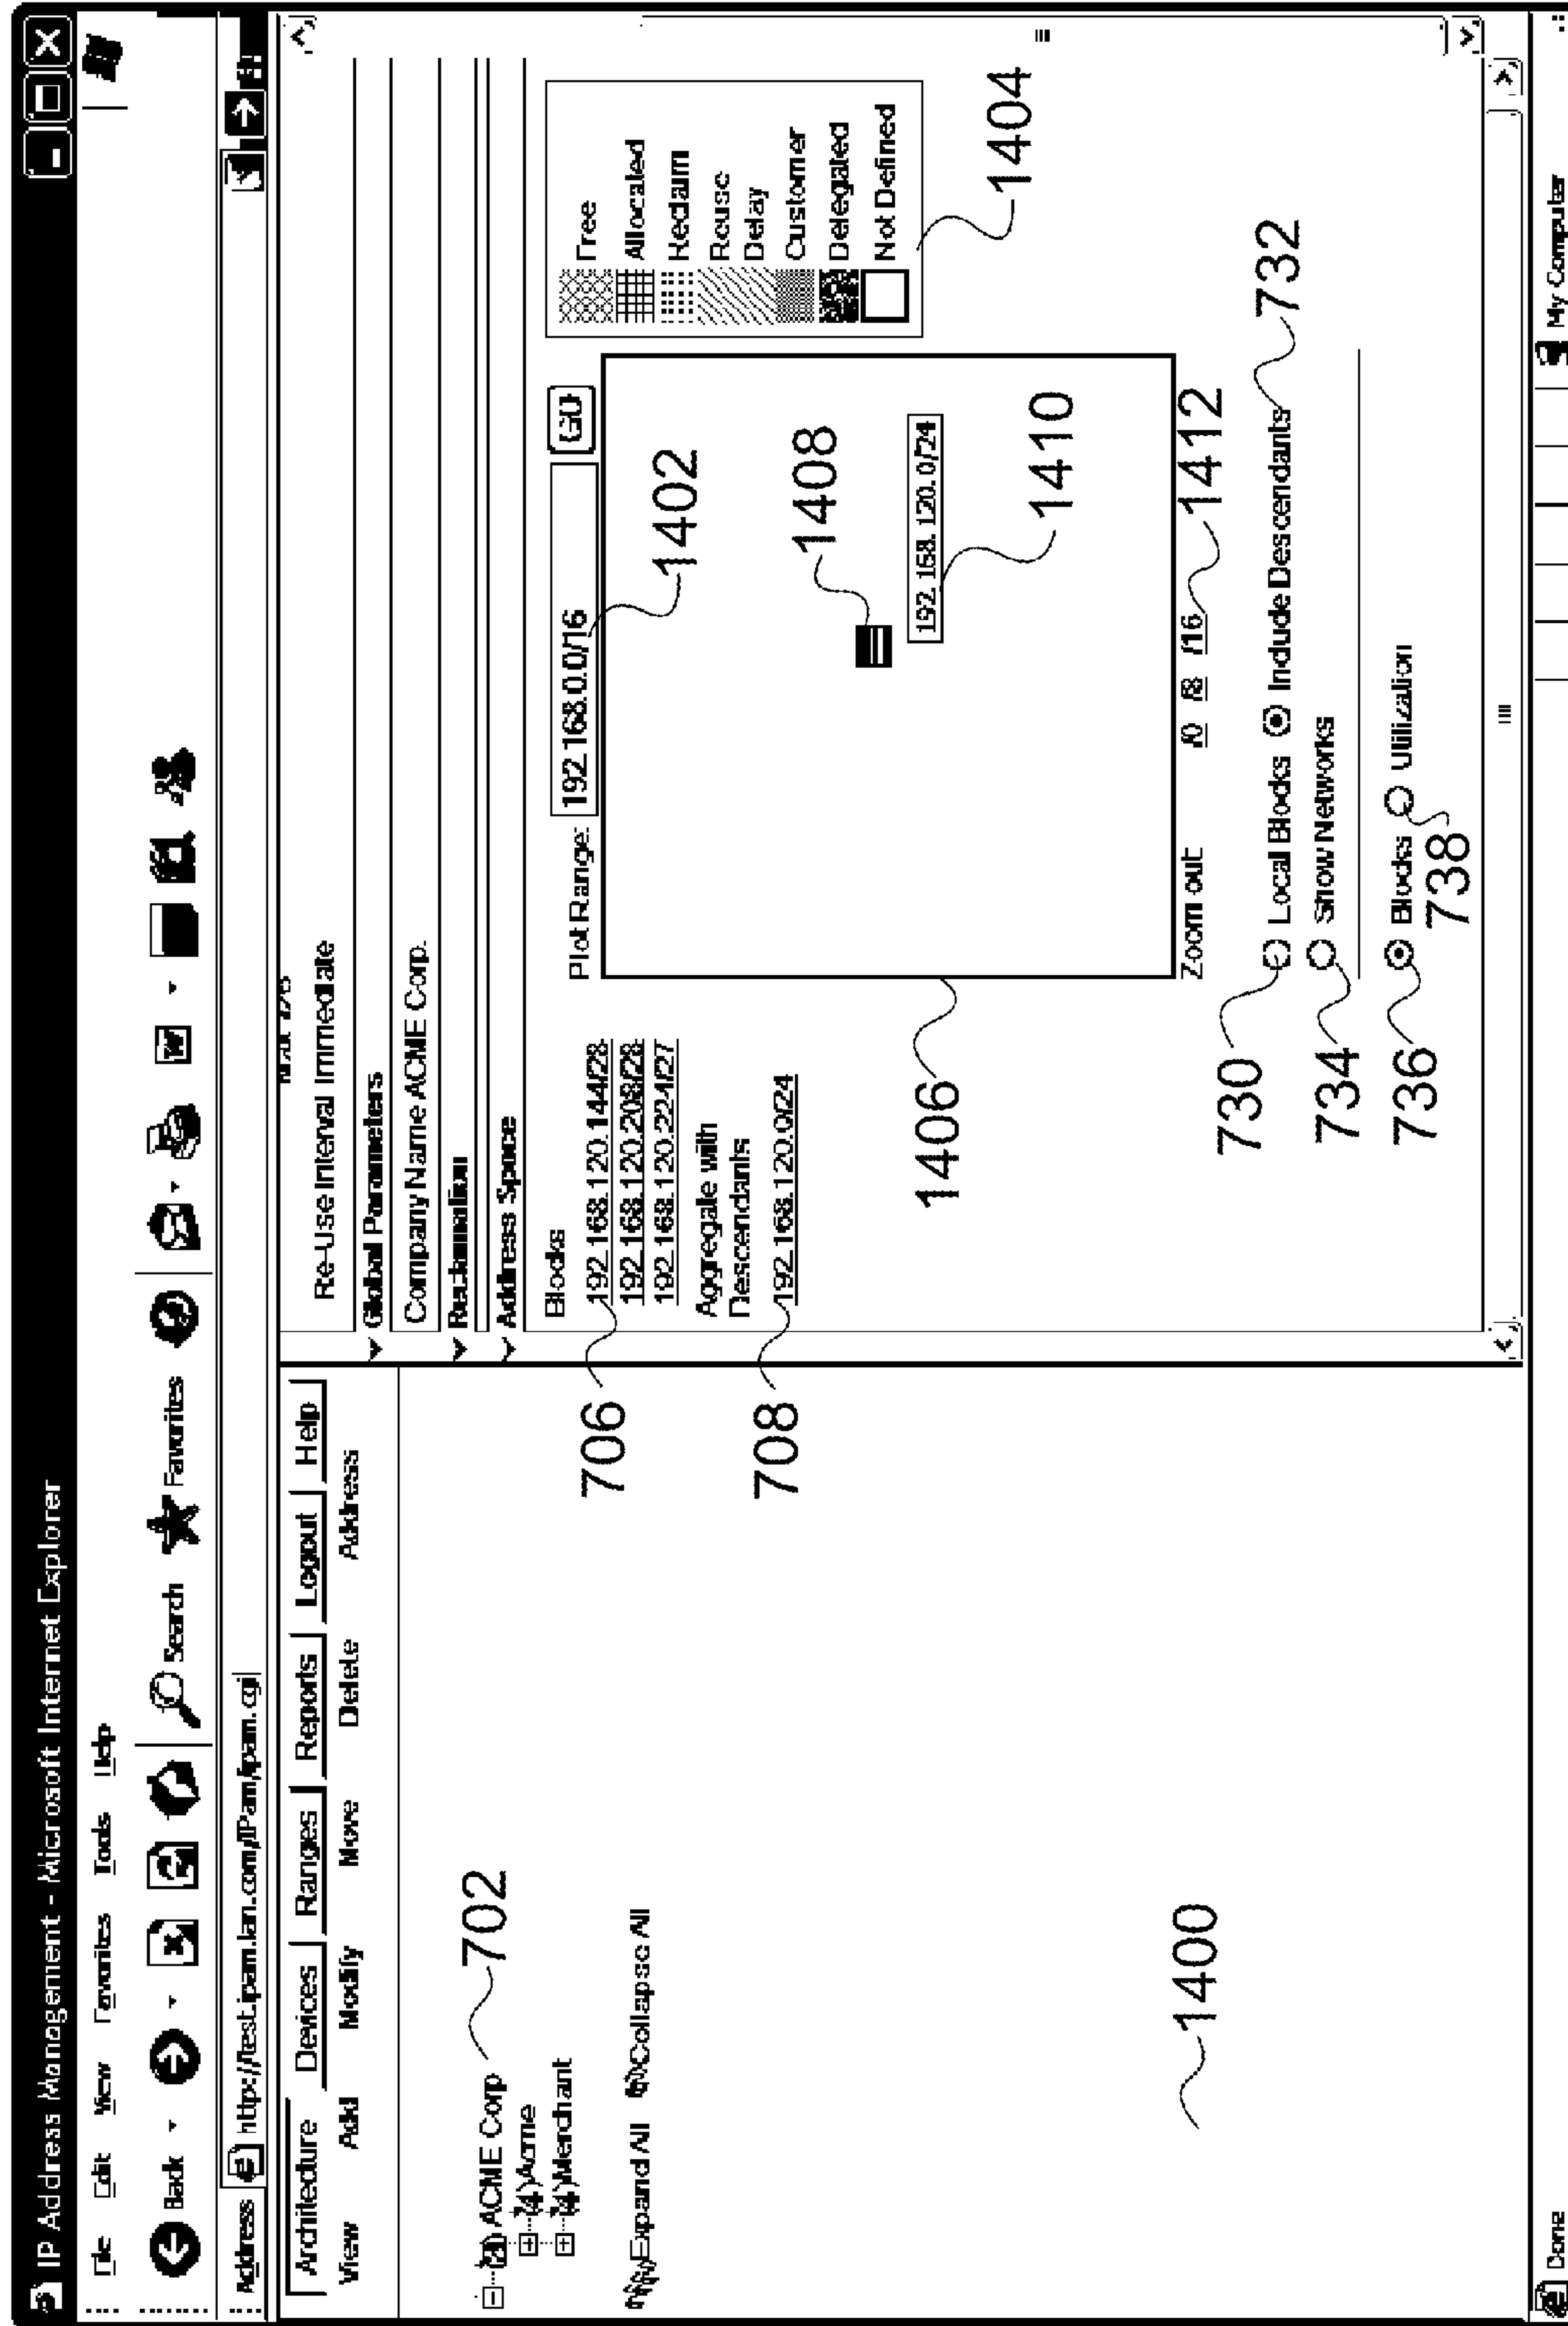 IP Address Management - Microsoft Internet Explorer
File Edit View Favorites Tools Help
Back Search Favorites
Address http://test.ipam.lan.com/IPam/ipam.cgi
Architecture Devices Ranges Reports Logout Help
View Add Modify Move Delete Address
ACME Corp
702
Acme
Merchant
Expand All Collapse All
1400
Re-Use Interval Immediate
Global Parameters
Company Name ACME Corp.
Reclamation
Address Space
Blocks
192.168.120.144/28
192.168.120.208/28
192.168.120.224/27
706
Aggregate with
Descendants
192.168.120.0/24
708
Plot Range: 192.168.0.0/16 GO
1402
1408
192.168.120.0/24
1410
1406
Zoom out /0 /8 /16
1412
Local Blocks Include Descendants
730
732
Show Networks
734
Blocks Utilization
736
738
Free
Allocated
Reclaim
Reuse
Delay
Customer
Delegated
Not Defined
1404
Done
My Computer